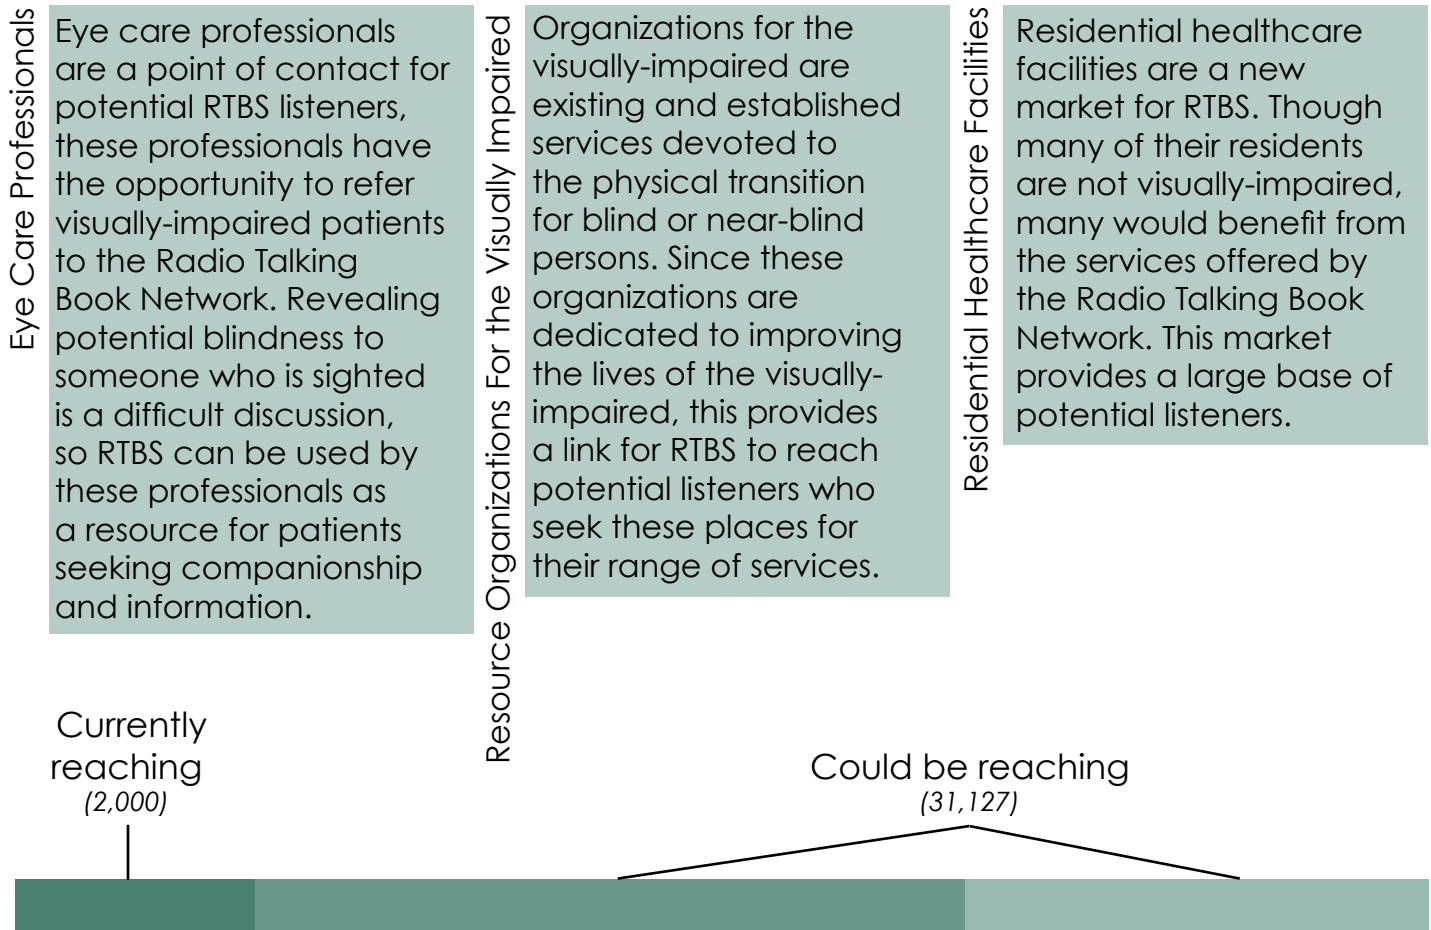 Eye Care Professionals
Eye care professionals
are a point of contact for
potential RTBS listeners,
these professionals have
the opportunity to refer
visually-impaired patients
to the Radio Talking
Book Network. Revealing
potential blindness to
someone who is sighted
is a difficult discussion,
so RTBS can be used by
these professionals as
a resource for patients
seeking companionship
and information.
Resource Organizations For the Visually Impaired
Organizations for the
visually-impaired are
existing and established
services devoted to
the physical transition
for blind or near-blind
persons. Since these
organizations are
dedicated to improving
the lives of the visually-
impaired, this provides
a link for RTBS to reach
potential listeners who
seek these places for
their range of services.
Residential Healthcare Facilities
Residential healthcare
facilities are a new
market for RTBS. Though
many of their residents
are not visually-impaired,
many would benefit from
the services offered by
the Radio Talking Book
Network. This market
provides a large base of
potential listeners.
Currently
reaching
(2,000)
Could be reaching
(31,127)